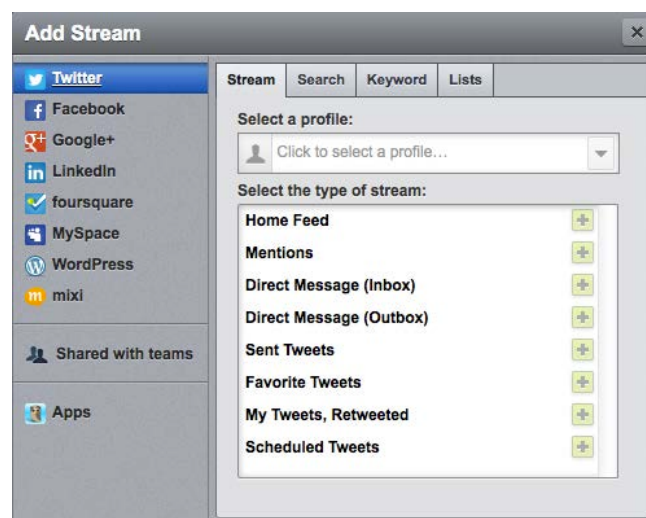 Add Stream
Twitter
Facebook
Google+
LinkedIn
foursquare
MySpace
WordPress
mixi
Shared with teams
Apps
Stream Search Keyword Lists
Select a profile:
Click to select a profile...
Select the type of stream:
Home Feed
Mentions
Direct Message (Inbox)
Direct Message (Outbox)
Sent Tweets
Favorite Tweets
My Tweets, Retweeted
Scheduled Tweets